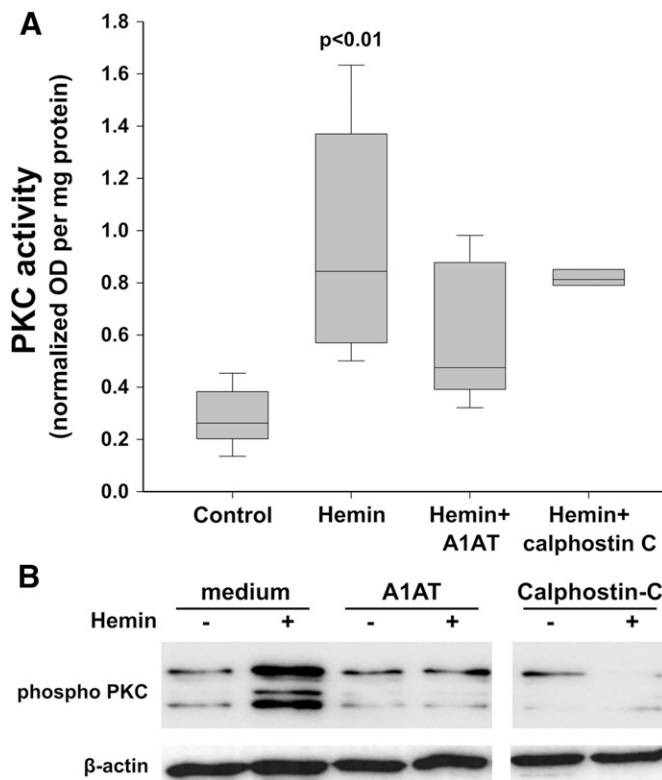 A
PKC activity
(normalized OD per mg protein)
1.8
1.6
1.4
1.2
1.0
0.8
0.6
0.4
0.2
0.0
p<0.01
Control
Hemin
Hemin+
A1AT
Hemin+
calphostin C
B
medium A1AT Calphostin-C
Hemin - + - + - +
phospho PKC
β-actin